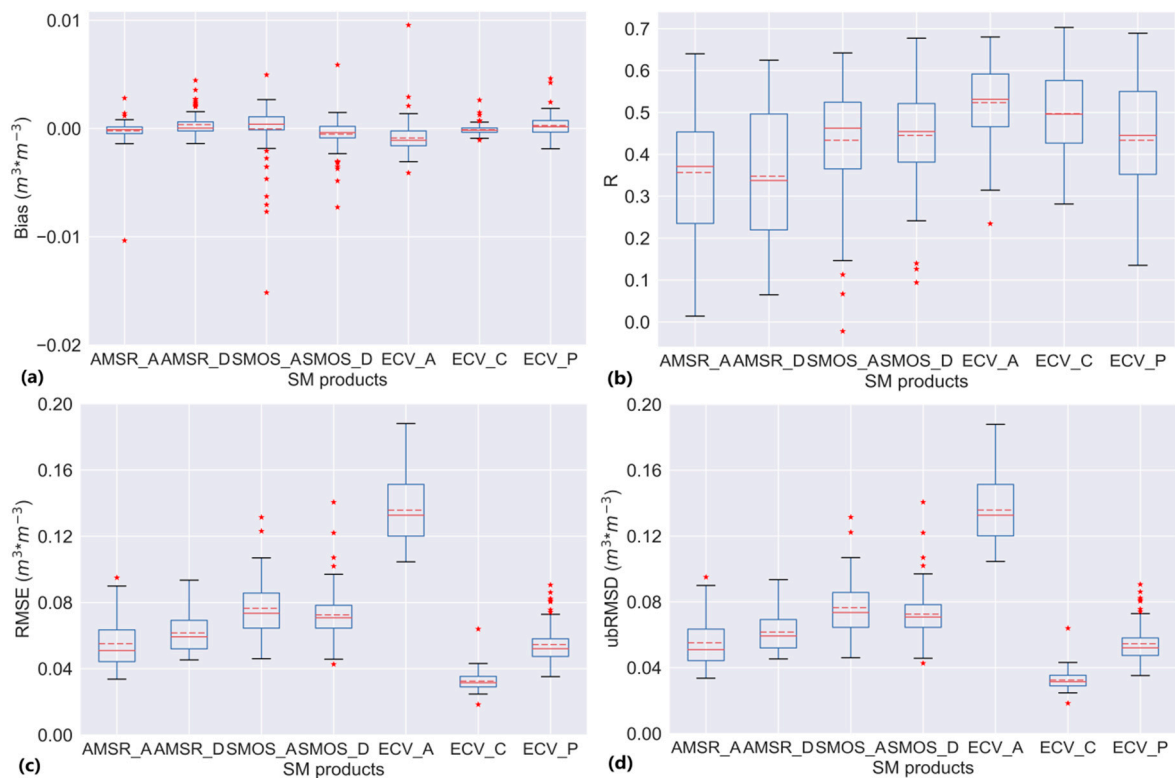 0.01
0.00
−0.01
−0.02
Bias (m³*m⁻³)
AMSR_A AMSR_D SMOS_A SMOS_D ECV_A ECV_C ECV_P
SM products
(a)
0.7
0.6
0.5
0.4
0.3
0.2
0.1
0.0
R
AMSR_A AMSR_D SMOS_A SMOS_D ECV_A ECV_C ECV_P
SM products
(b)
0.20
0.16
0.12
0.08
0.04
0.00
RMSE (m³*m⁻³)
AMSR_A AMSR_D SMOS_A SMOS_D ECV_A ECV_C ECV_P
SM products
(c)
0.20
0.16
0.12
0.08
0.04
0.00
ubRMSD (m³*m⁻³)
AMSR_A AMSR_D SMOS_A SMOS_D ECV_A ECV_C ECV_P
SM products
(d)